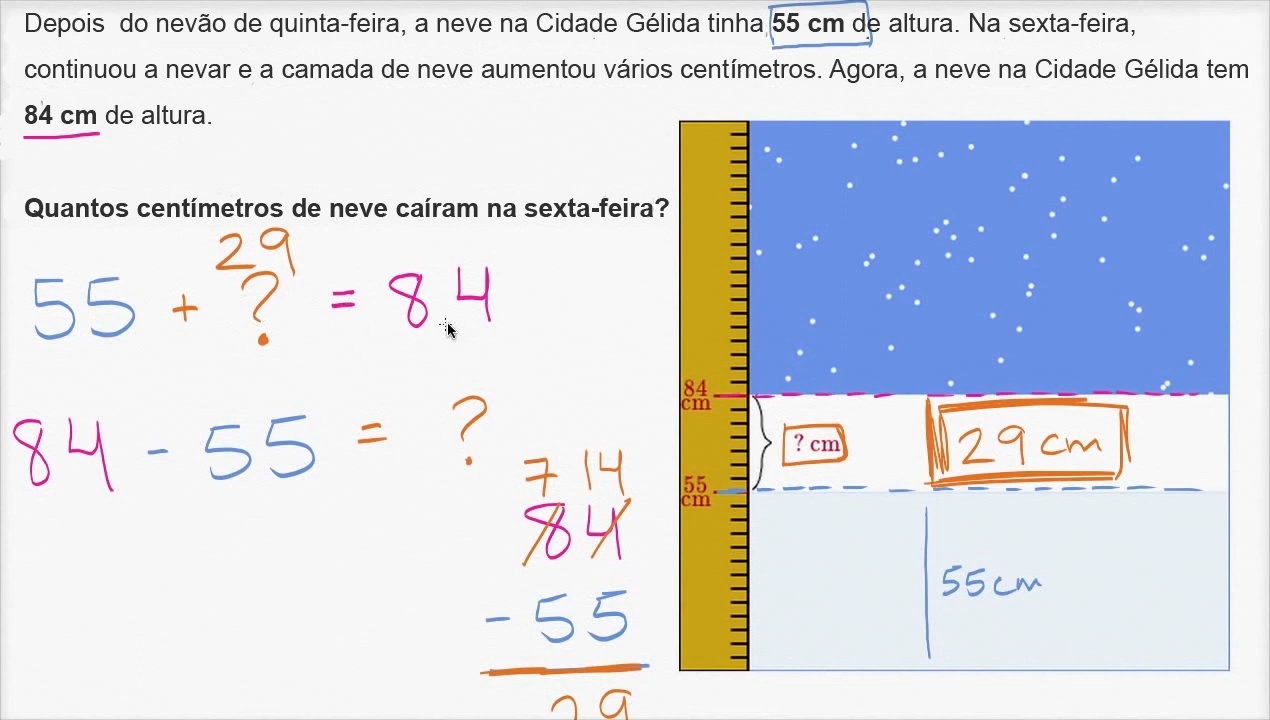 Depois do nevão de quinta-feira, a neve na Cidade Gélida tinha 55 cm de altura. Na sexta-feira,
continuou a nevar e a camada de neve aumentou vários centímetros. Agora, a neve na Cidade Gélida tem
84 cm de altura.
Quantos centímetros de neve caíram na sexta-feira?
29
55 + ? = 84
84 - 55 = ?
7 14
84
- 55
29
84
cm
? cm
29 cm
55
cm
55 cm